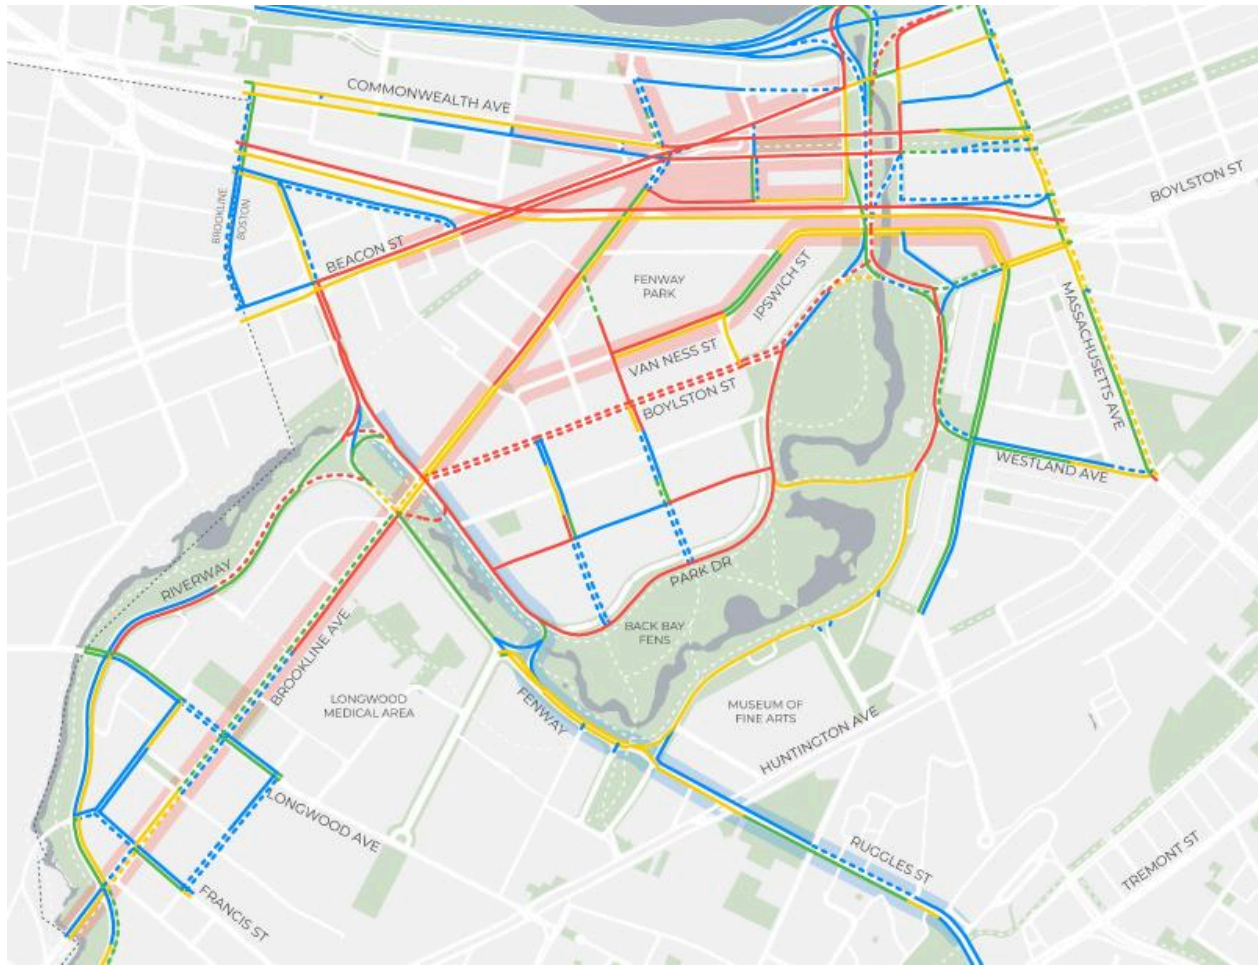 COMMONWEALTH AVE
BOYLSTON ST
BROOKLINE
BOSTON
BEACON ST
FENWAY
PARK
IPSWICH ST
MASSACHUSETTS AVE
VAN NESS ST
BOYLSTON ST
WESTLAND AVE
RIVERWAY
PARK DR
BROOKLINE AVE
BACK BAY
FENS
LONGWOOD
MEDICAL AREA
FENWAY
MUSEUM OF
FINE ARTS
HUNTINGTON AVE
LONGWOOD AVE
RUGGLES ST
TREMONT ST
FRANCIS ST